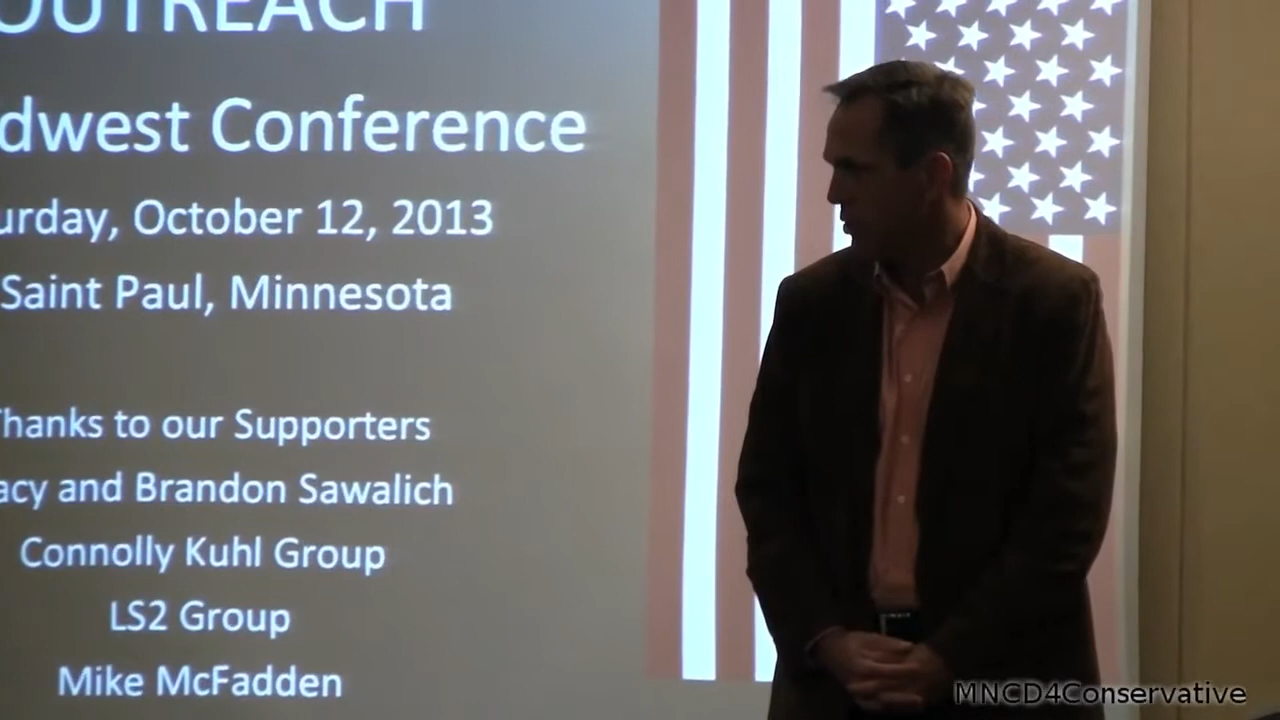 OUTREACH
dwest Conference
urday, October 12, 2013
Saint Paul, Minnesota
Thanks to our Supporters
acy and Brandon Sawalich
Connolly Kuhl Group
LS2 Group
Mike McFadden
MNCD4Conservative